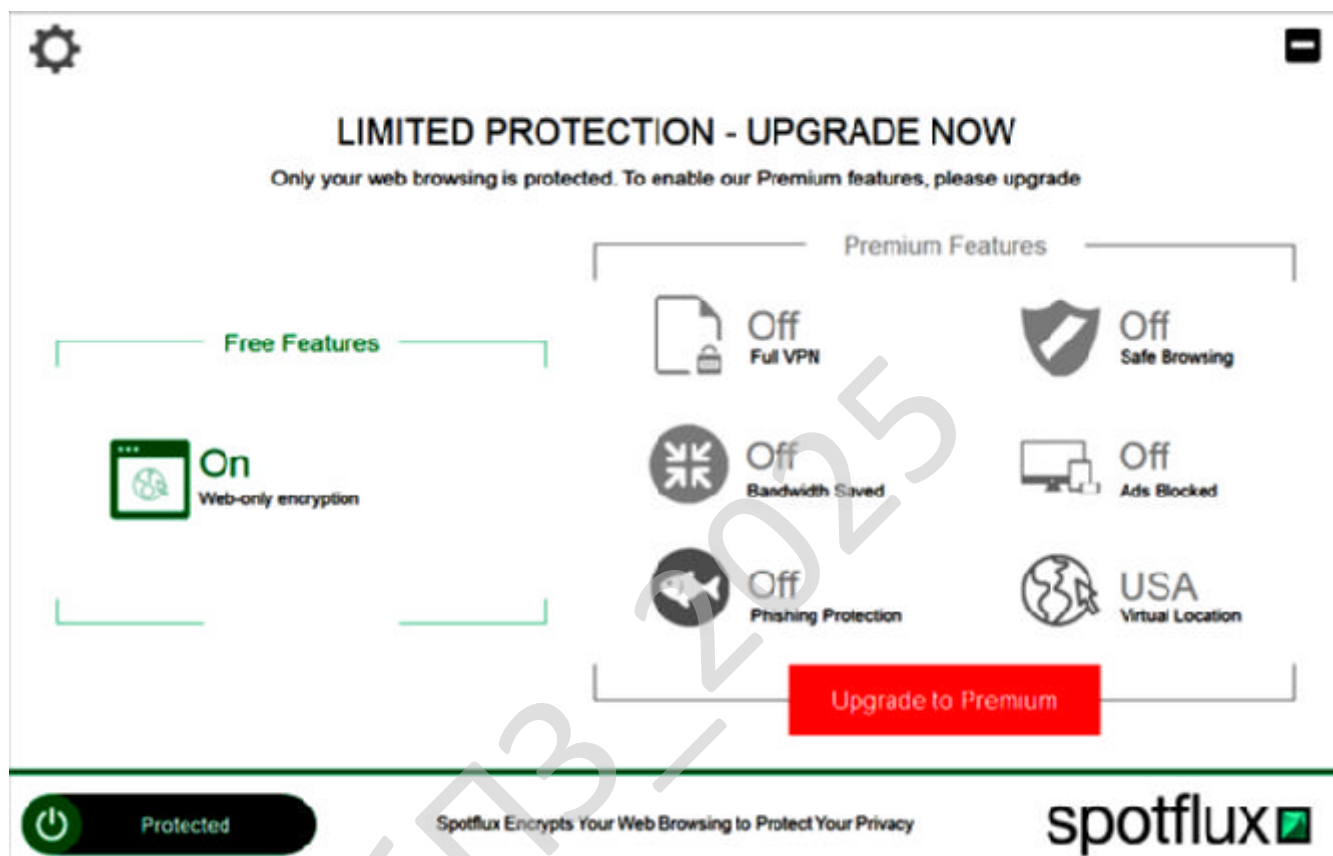 LIMITED PROTECTION - UPGRADE NOW
Only your web browsing is protected. To enable our Premium features, please upgrade
Free Features
On
Web-only encryption
Premium Features
Off
Full VPN
Off
Safe Browsing
Off
Bandwidth Saved
Off
Ads Blocked
Off
Phishing Protection
USA
Virtual Location
Upgrade to Premium
Protected
Spotflux Encrypts Your Web Browsing to Protect Your Privacy
spotflux